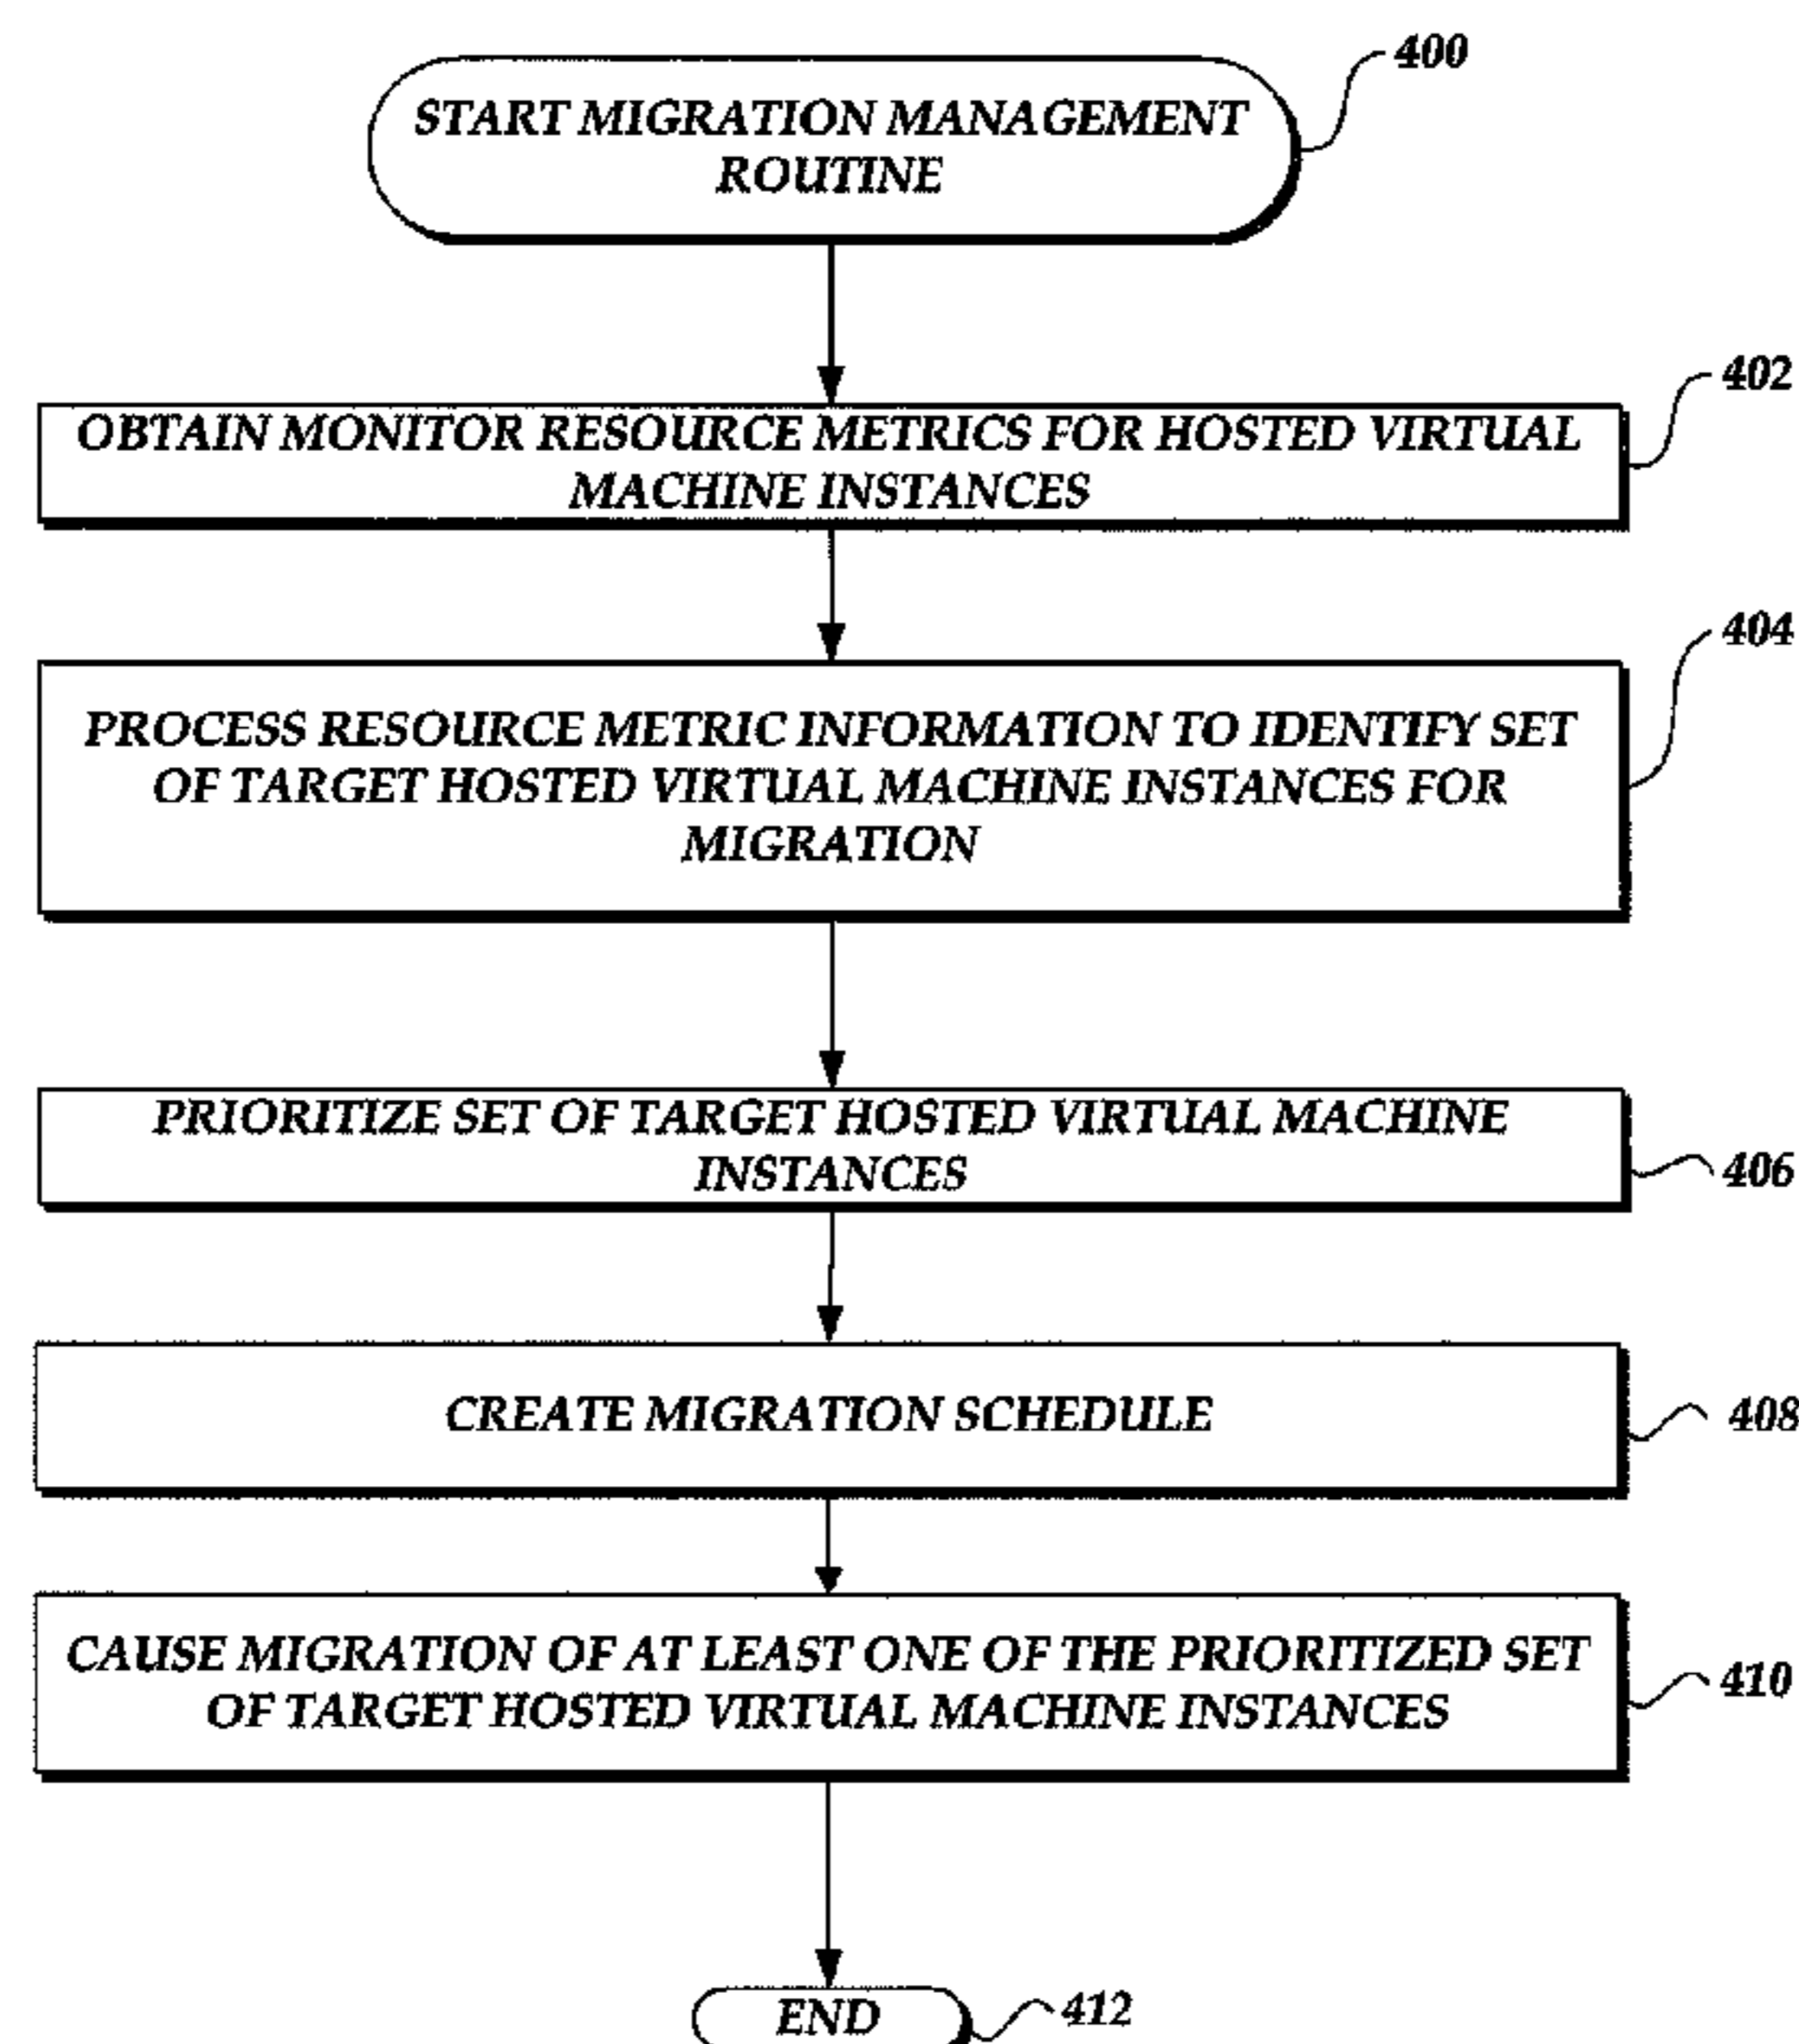 400
START MIGRATION MANAGEMENT
ROUTINE
402
OBTAIN MONITOR RESOURCE METRICS FOR HOSTED VIRTUAL
MACHINE INSTANCES
404
PROCESS RESOURCE METRIC INFORMATION TO IDENTIFY SET
OF TARGET HOSTED VIRTUAL MACHINE INSTANCES FOR
MIGRATION
PRIORITIZE SET OF TARGET HOSTED VIRTUAL MACHINE
INSTANCES
406
CREATE MIGRATION SCHEDULE
408
CAUSE MIGRATION OF AT LEAST ONE OF THE PRIORITIZED SET
OF TARGET HOSTED VIRTUAL MACHINE INSTANCES
410
END
412